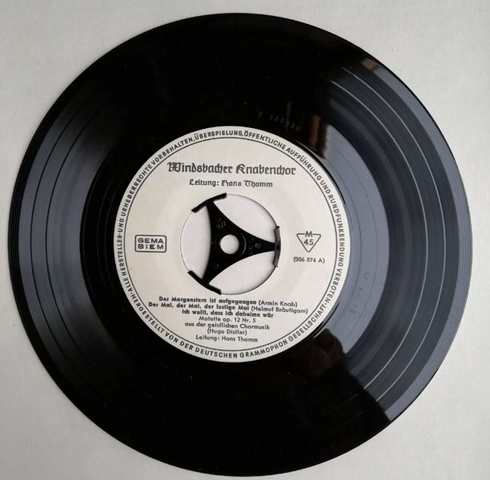 Windsbacher Knabenchor
Leitung: Hans Thamm
GEMA
BIEM
M
45
(006 874 A)
Der Morgenstern ist aufgegangen (Armin Knab)
Der Mai, der Mai, der lustige Mai (Helmut Bräutigam)
Ich wollt, dass ich daheime wär
Motette op. 12 Nr. 5
aus der geistlichen Chormusik
(Hugo Distler)
Leitung: Hans Thamm
ALLE HERSTELLER- UND URHEBERRECHTE VORBEHALTEN, ÜBERSPIELUNG, ÖFFENTLICHE AUFFÜHRUNG UND RUNDFUNKSENDUNG VERBOTEN
HERGESTELLT VON DER DEUTSCHEN GRAMMOPHON GESELLSCHAFT